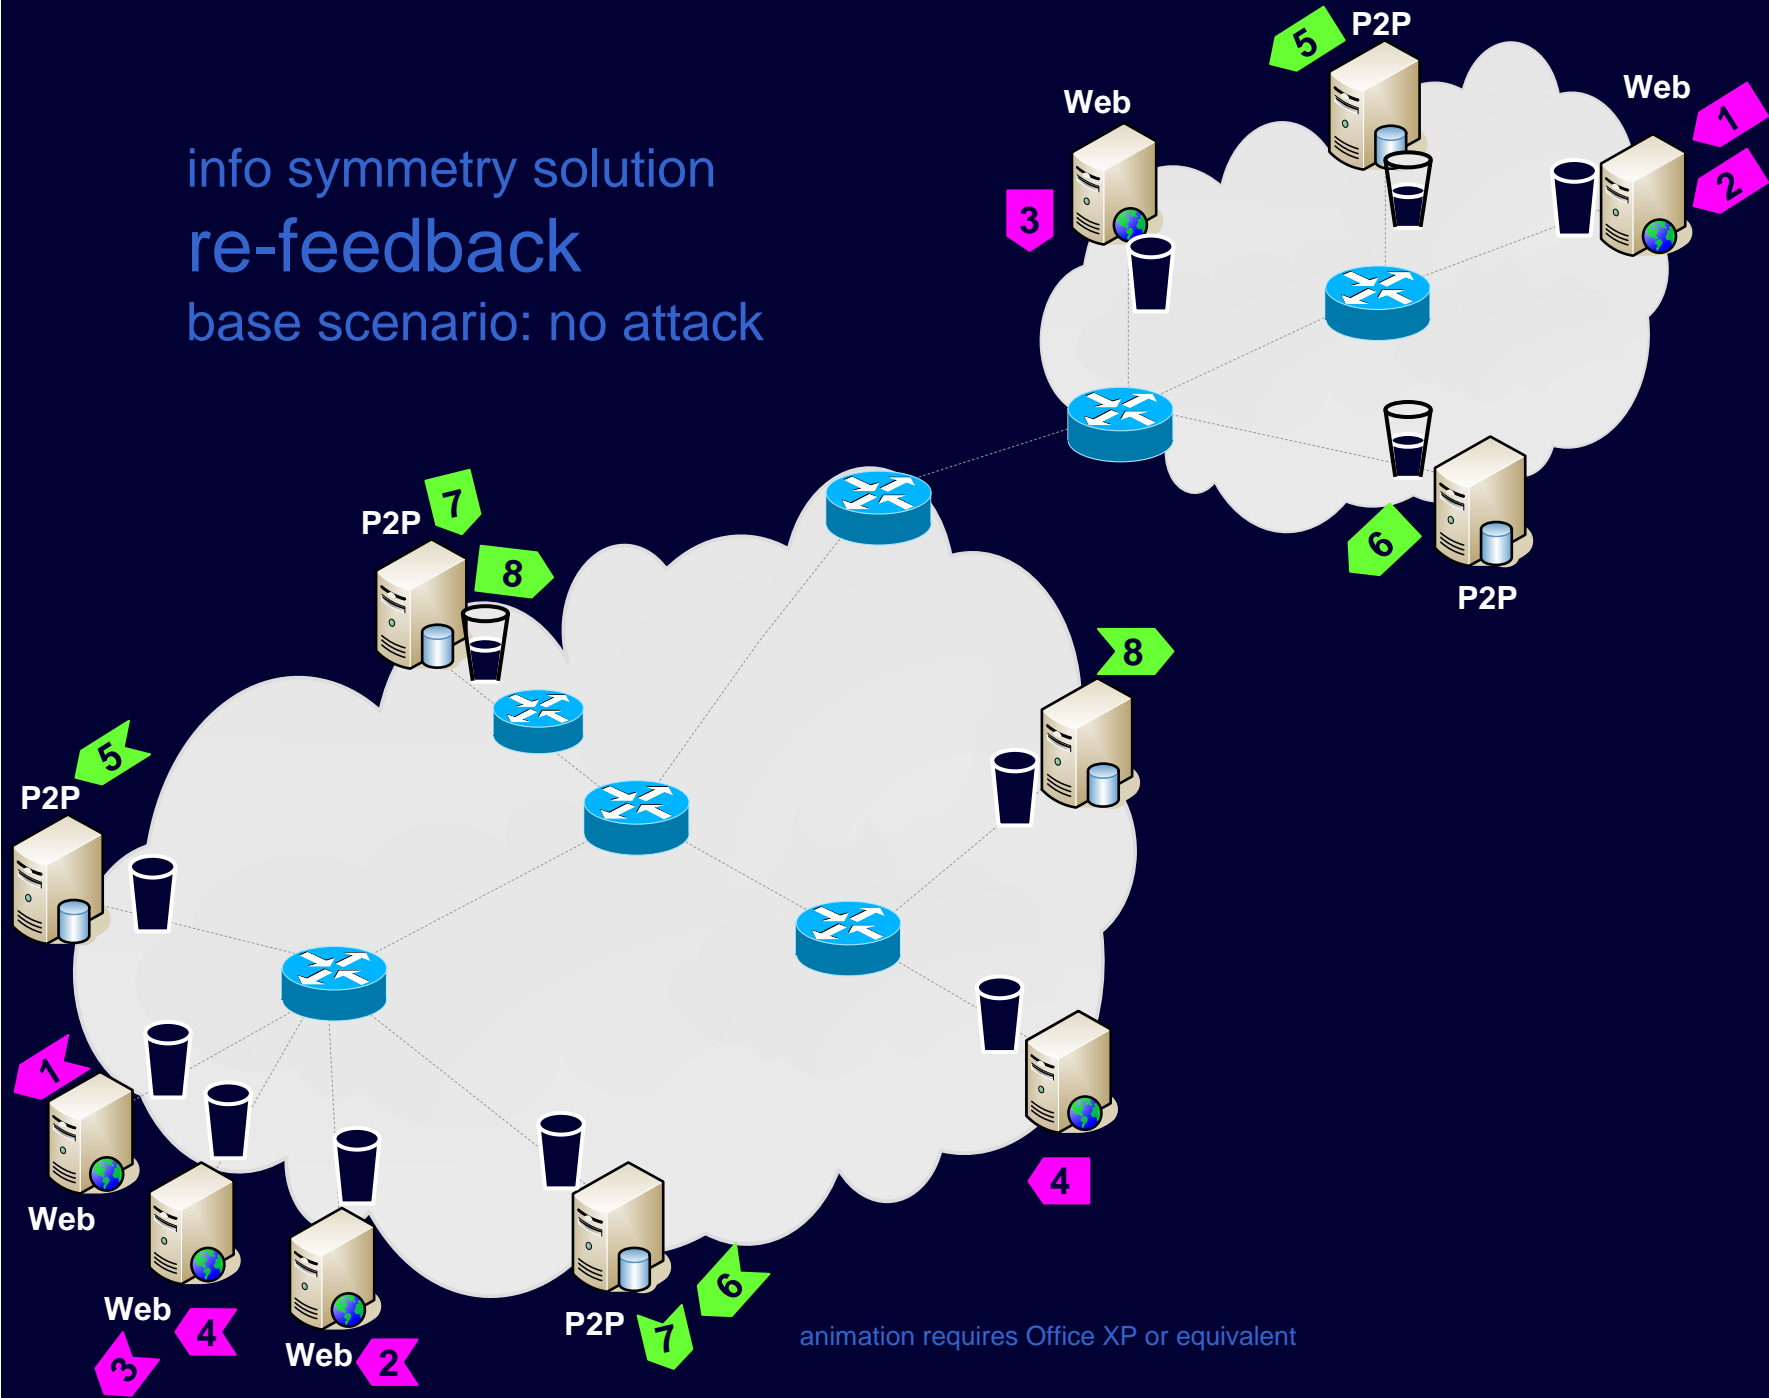 5
P2P
Web
1
Web
info symmetry solution
2
3
re-feedback
base scenario: no attack
7
P2P
6
8
P2P
8
5
P2P
1
4
Web
6
Web
4
P2P
7
animation requires Office XP or equivalent
Web
2
3